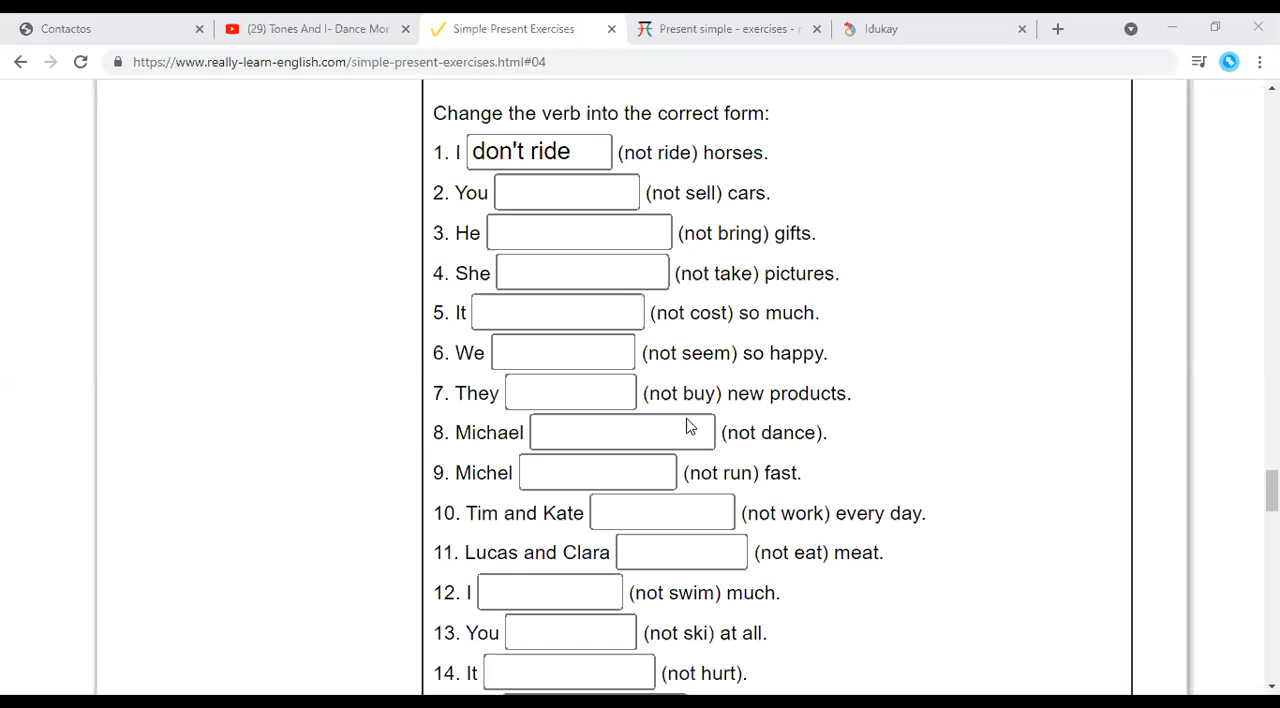 Contactos
(29) Tones And I- Dance Mor
Simple Present Exercises
Present simple - exercises -
Idukay
https://www.really-learn-english.com/simple-present-exercises.html#04
Change the verb into the correct form:
1. I don't ride (not ride) horses.
2. You (not sell) cars.
3. He (not bring) gifts.
4. She (not take) pictures.
5. It (not cost) so much.
6. We (not seem) so happy.
7. They (not buy) new products.
8. Michael (not dance).
9. Michel (not run) fast.
10. Tim and Kate (not work) every day.
11. Lucas and Clara (not eat) meat.
12. I (not swim) much.
13. You (not ski) at all.
14. It (not hurt).